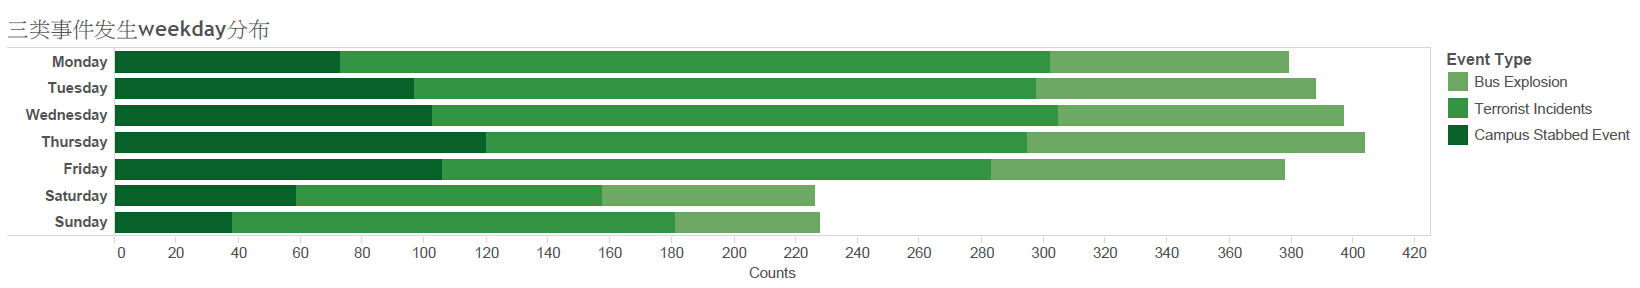 三类事件发生weekday分布
Monday
Tuesday
Wednesday
Thursday
Friday
Saturday
Sunday
0 20 40 60 80 100 120 140 160 180 200 220 240 260 280 300 320 340 360 380 400 420
Counts
Event Type
Bus Explosion
Terrorist Incidents
Campus Stabbed Event